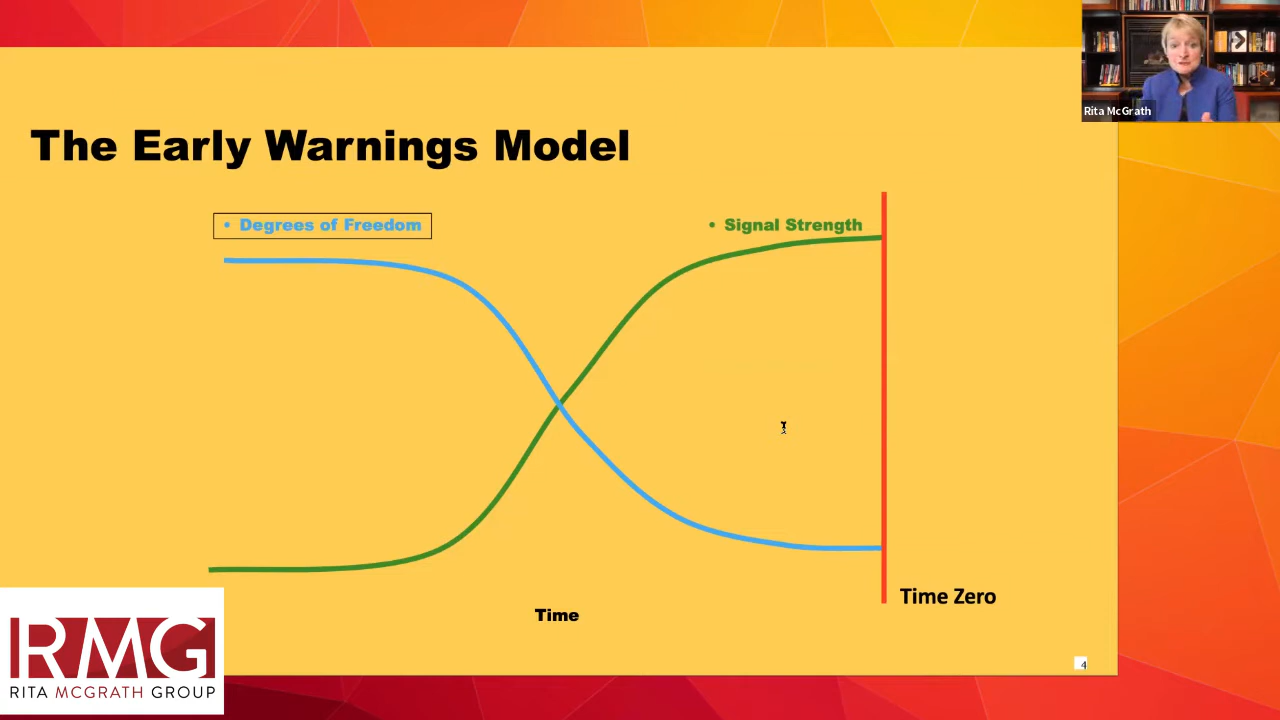 Rita McGrath
The Early Warnings Model
• Degrees of Freedom
• Signal Strength
Time Zero
Time
4
RMG
RITA MCGRATH GROUP